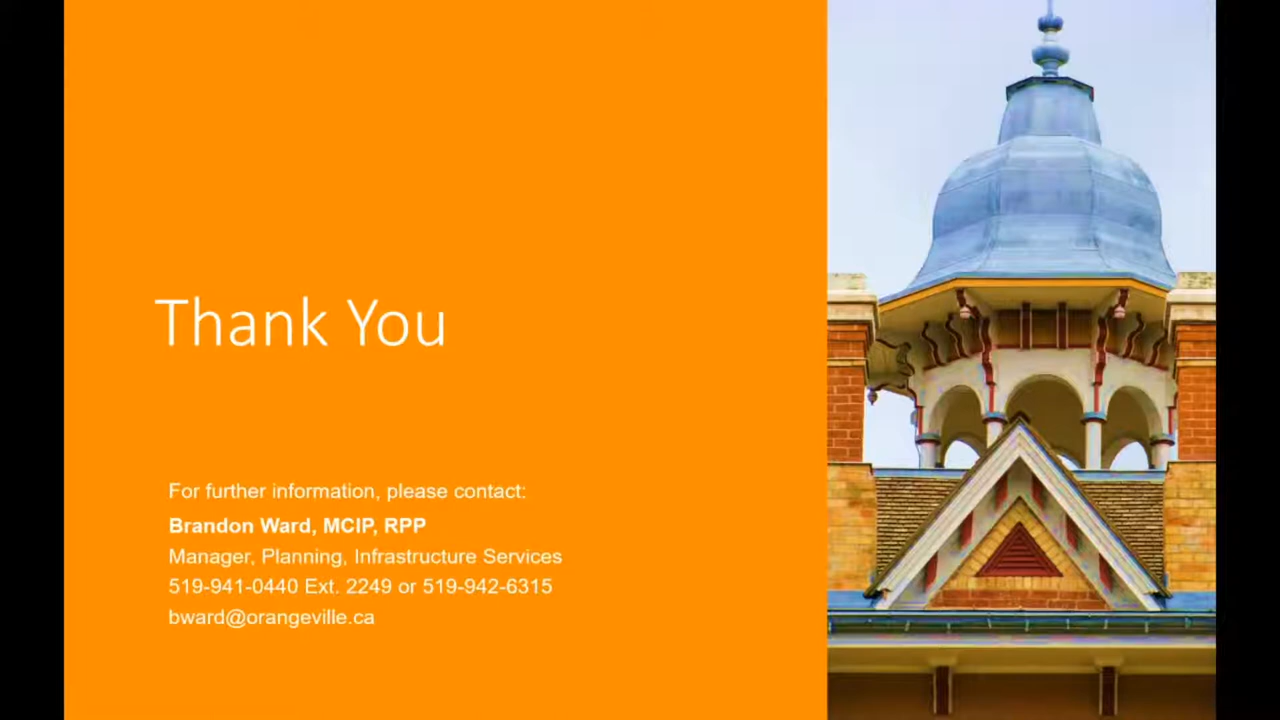 Thank You
For further information, please contact:
Brandon Ward, MCIP, RPP
Manager, Planning, Infrastructure Services
519-941-0440 Ext. 2249 or 519-942-6315
bward@orangeville.ca